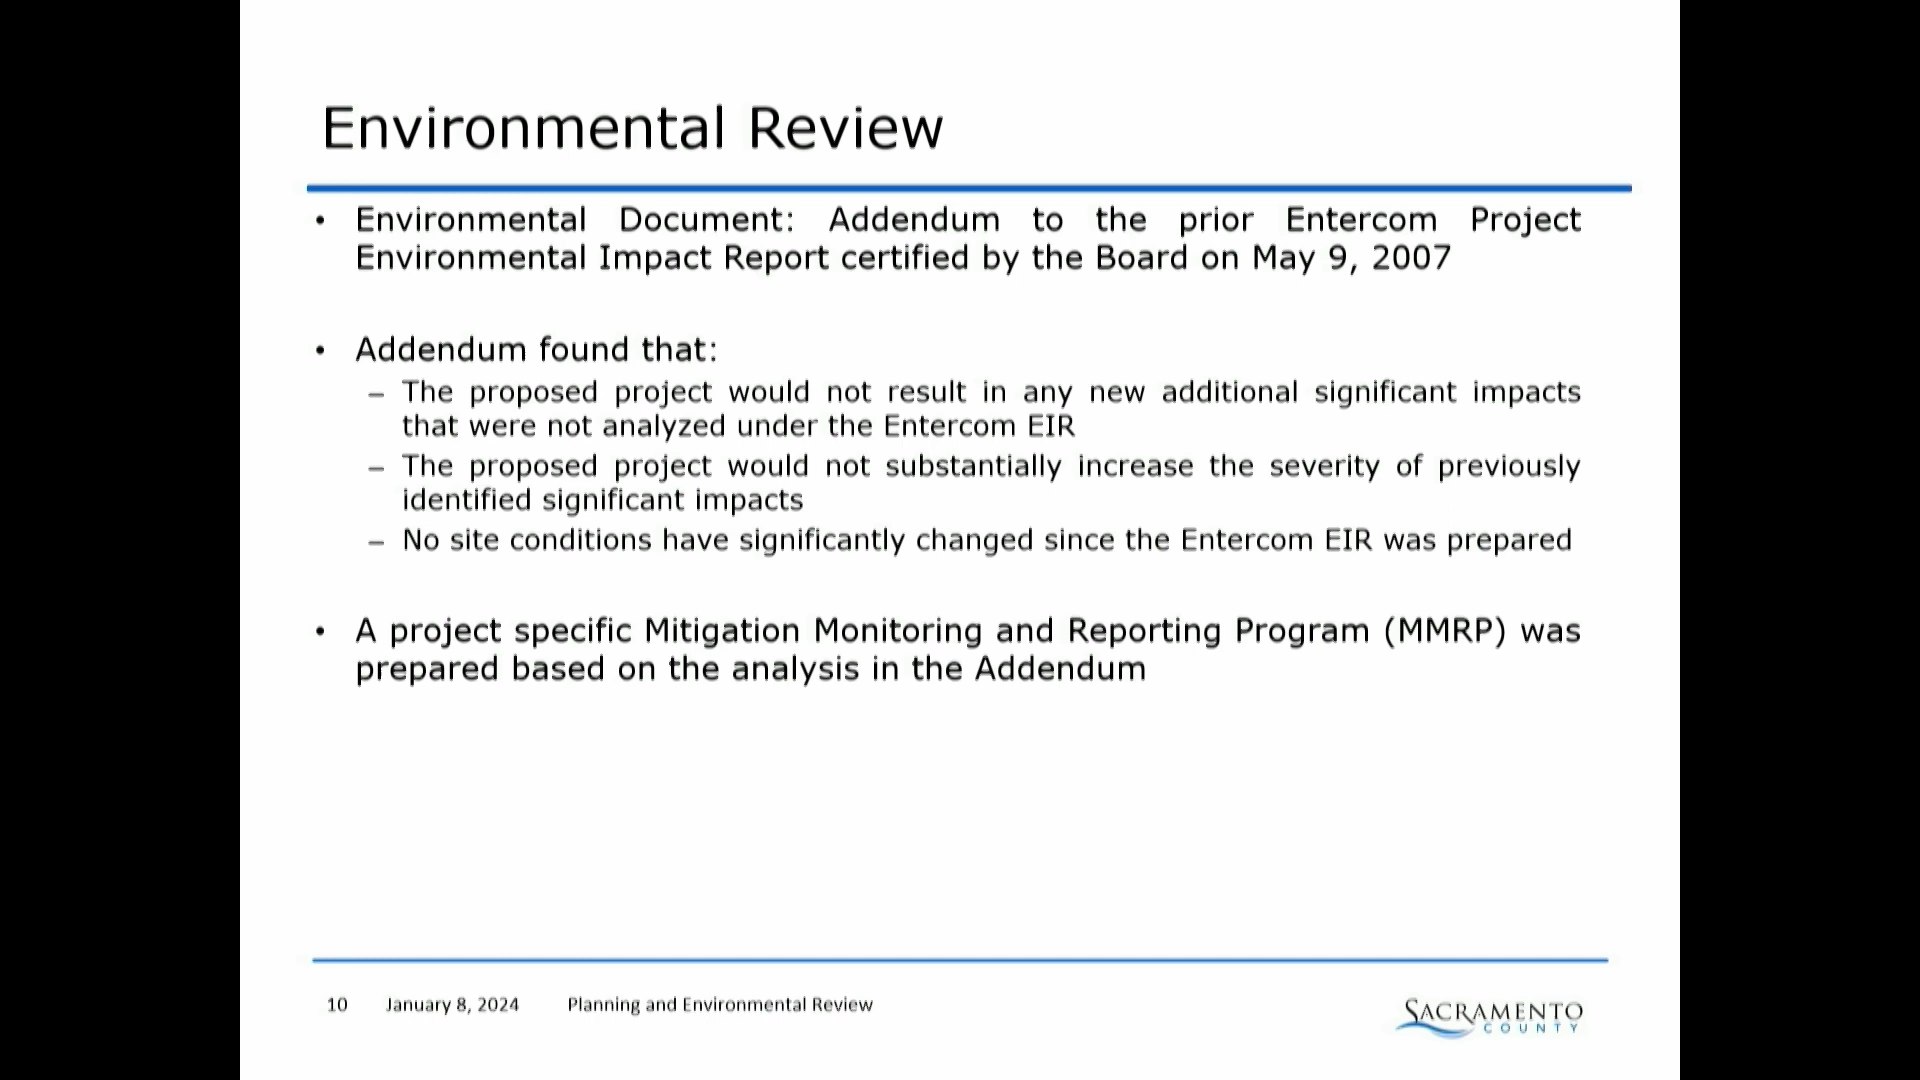 Environmental Review
• Environmental Document: Addendum to the prior Entercom Project
Environmental Impact Report certified by the Board on May 9, 2007
• Addendum found that:
– The proposed project would not result in any new additional significant impacts
that were not analyzed under the Entercom EIR
– The proposed project would not substantially increase the severity of previously
identified significant impacts
– No site conditions have significantly changed since the Entercom EIR was prepared
• A project specific Mitigation Monitoring and Reporting Program (MMRP) was
prepared based on the analysis in the Addendum
10 January 8, 2024 Planning and Environmental Review
SACRAMENTO
COUNTY